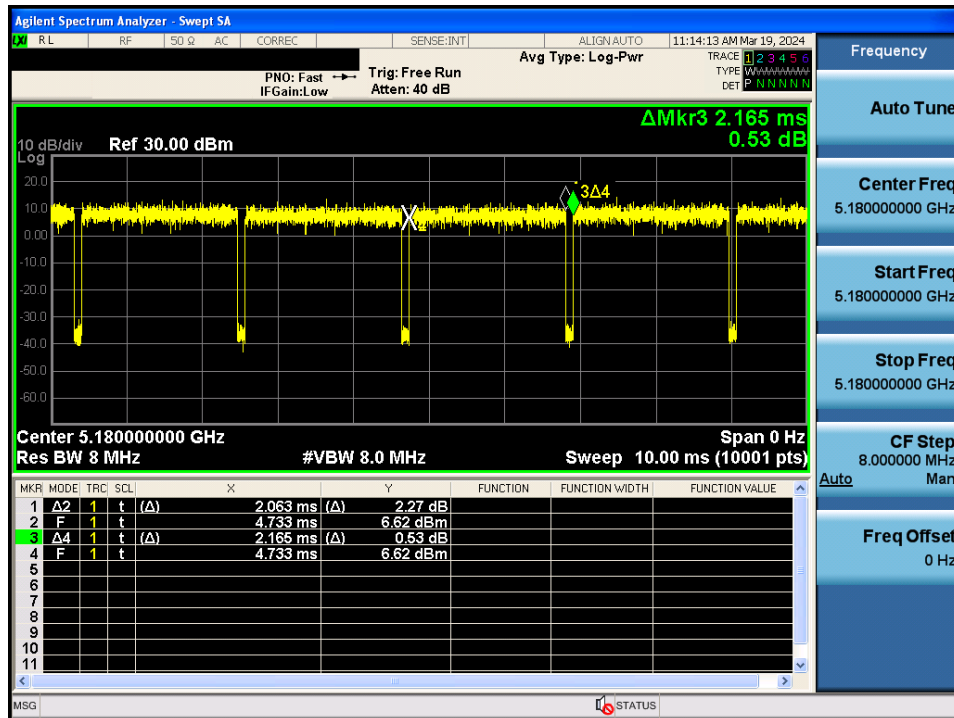 Agilent Spectrum Analyzer - Swept SA
LXI RL RF 50 Ω AC CORREC SENSE:INT ALIGN AUTO 11:14:13 AM Mar 19, 2024
Frequency
Avg Type: Log-Pwr
TRACE 1 2 3 4 5 6
PNO: Fast
Trig: Free Run
TYPE WWWWWW
IFGain:Low
Atten: 40 dB
DET P N N N N N
Auto Tune
ΔMkr3 2.165 ms
0.53 dB
10 dB/div
Ref 30.00 dBm
Log
20.0
10.0
0.00
-10.0
-20.0
-30.0
-40.0
-50.0
-60.0
3Δ4
X
Center Freq
5.180000000 GHz
Start Freq
5.180000000 GHz
Stop Freq
5.180000000 GHz
Center 5.180000000 GHz
Span 0 Hz
Res BW 8 MHz
#VBW 8.0 MHz
Sweep 10.00 ms (10001 pts)
CF Step
8.000000 MHz
Auto Man
MKR MODE TRC SCL X Y FUNCTION FUNCTION WIDTH FUNCTION VALUE
1 Δ2 1 t (Δ) 2.063 ms (Δ) 2.27 dB
2 F 1 t 4.733 ms 6.62 dBm
3 Δ4 1 t (Δ) 2.165 ms (Δ) 0.53 dB
4 F 1 t 4.733 ms 6.62 dBm
5
6
7
8
9
10
11
Freq Offset
0 Hz
MSG
STATUS